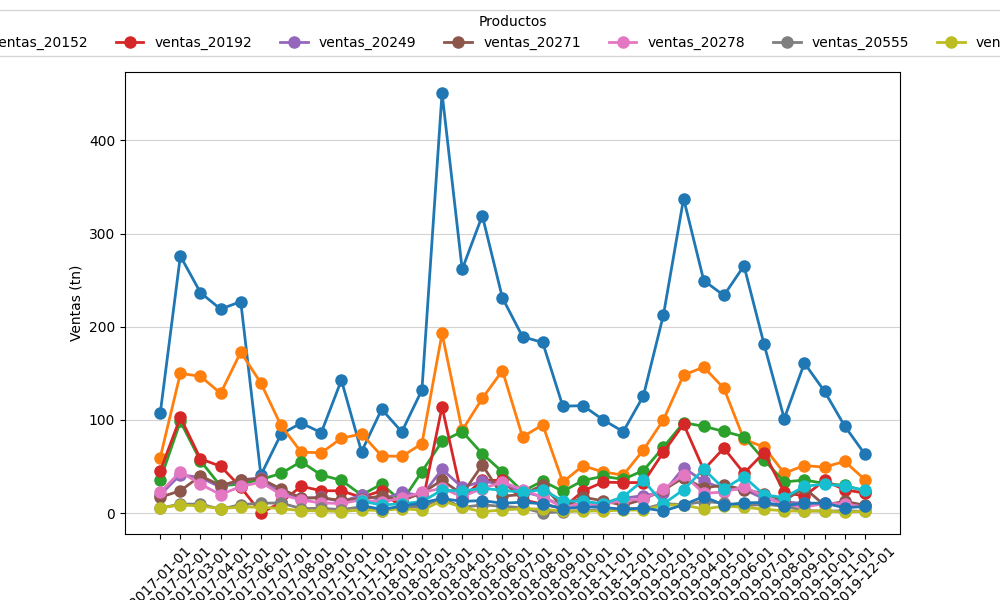 Productos
entas_20152 ventas_20192 ventas_20249 ventas_20271 ventas_20278 ventas_20555 ven
Ventas (tn)
400
300
200
100
0
2017-01-01 2017-02-01 2017-03-01 2017-04-01 2017-05-01 2017-06-01 2017-07-01 2017-08-01 2017-09-01 2017-10-01 2017-11-01 2017-12-01 2018-01-01 2018-02-01 2018-03-01 2018-04-01 2018-05-01 2018-06-01 2018-07-01 2018-08-01 2018-09-01 2018-10-01 2018-11-01 2018-12-01 2019-01-01 2019-02-01 2019-03-01 2019-04-01 2019-05-01 2019-06-01 2019-07-01 2019-08-01 2019-09-01 2019-10-01 2019-11-01 2019-12-01